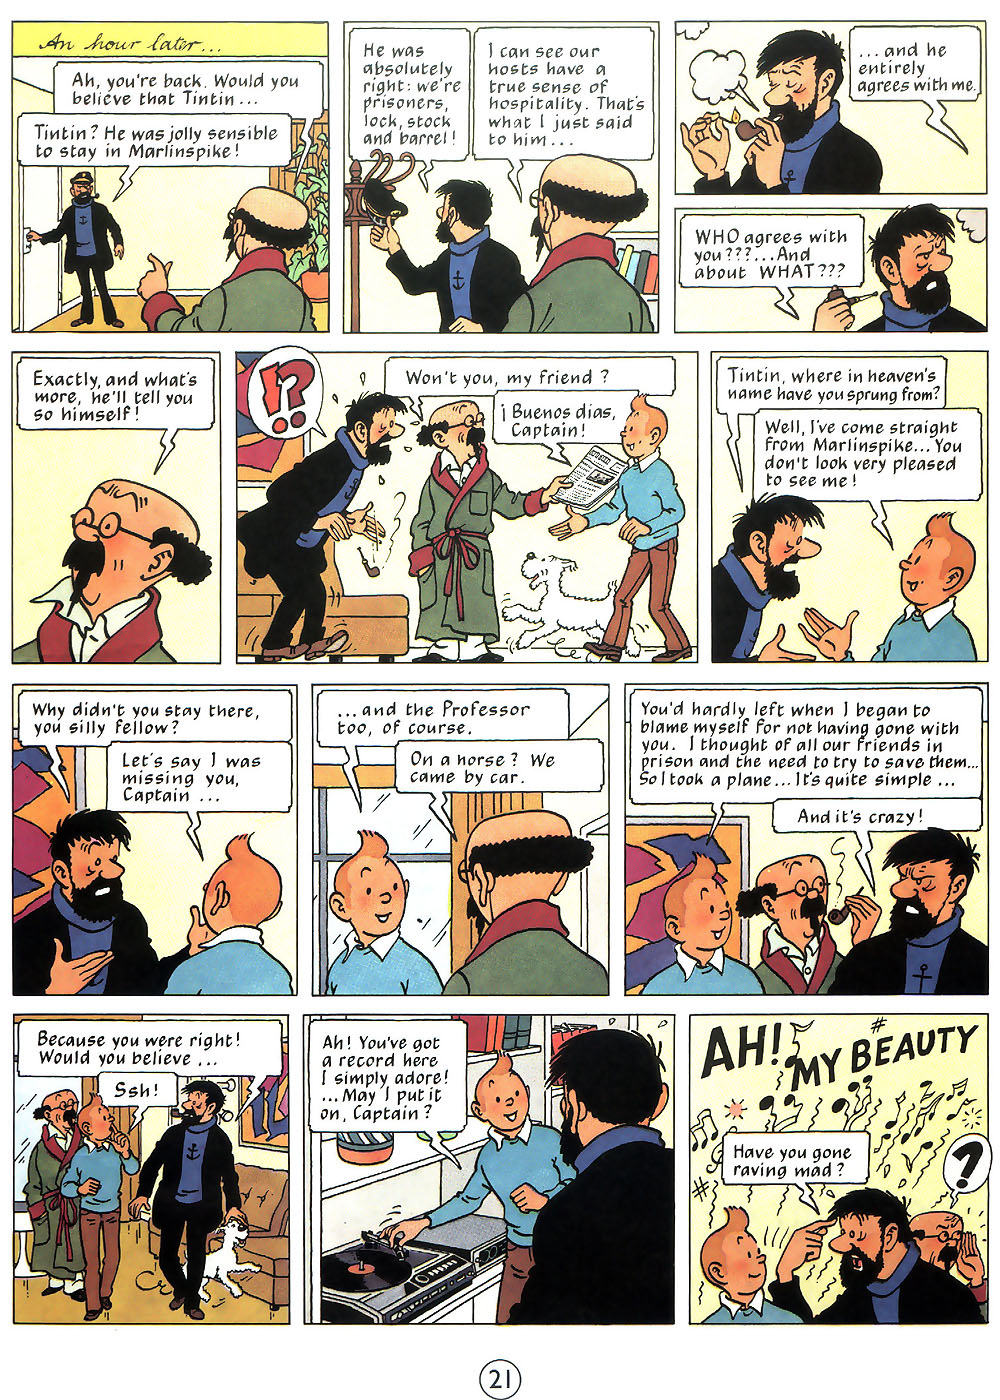 An hour later...
Ah, you're back. Would you
believe that Tintin...
Tintin? He was jolly sensible
to stay in Marlinspike!
He was
absolutely
right: we're
prisoners,
lock, stock
and barrel!
I can see our
hosts have a
true sense of
hospitality. That's
what I just said
to him...
...and he
entirely
agrees with me.
WHO agrees with
you???...And
about WHAT???
Exactly, and what's
more, he'll tell you
so himself!
!?
Won't you, my friend?
¡Buenos dias,
Captain!
Tintin, where in heaven's
name have you sprung from?
Well, I've come straight
from Marlinspike... You
don't look very pleased
to see me!
Why didn't you stay there,
you silly fellow?
Let's say I was
missing you,
Captain ...
...and the Professor
too, of course.
On a horse? We
came by car.
You'd hardly left when I began to
blame myself for not having gone with
you. I thought of all our friends in
prison and the need to try to save them...
So I took a plane... It's quite simple ...
And it's crazy!
Because you were right!
Would you believe ...
Ssh!
Ah! You've got
a record here
I simply adore!
...May I put it
on, Captain?
AH! MY BEAUTY
Have you gone
raving mad?
?
21